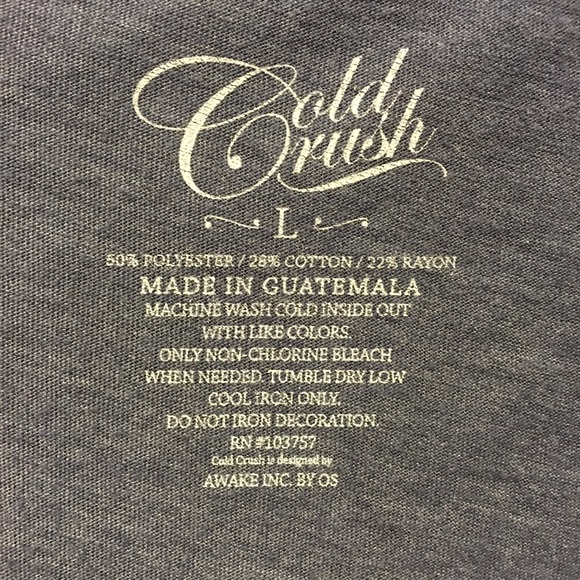 Cold
Crush
L
50% POLYESTER / 28% COTTON / 22% RAYON
MADE IN GUATEMALA
MACHINE WASH COLD INSIDE OUT
WITH LIKE COLORS.
ONLY NON-CHLORINE BLEACH
WHEN NEEDED. TUMBLE DRY LOW
COOL IRON ONLY.
DO NOT IRON DECORATION.
RN #103757
Cold Crush is designed by
AWAKE INC. BY OS